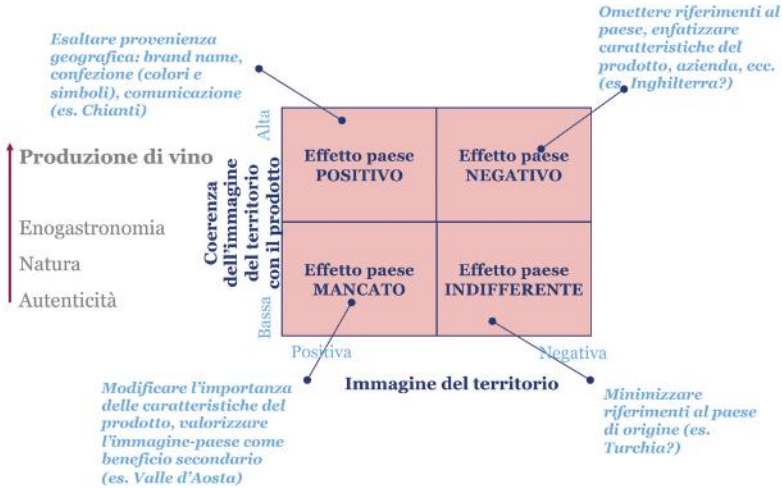 Esaltare provenienza
geografica: brand name,
confezione (colori e
simboli), comunicazione
(es. Chianti)
Omettere riferimenti al
paese, enfatizzare
caratteristiche del
prodotto, azienda, ecc.
(es. Inghilterra?)
Produzione di vino
Enogastronomia
Natura
Autenticità
Coerenza
dell'immagine
del territorio
con il prodotto
Alta
Bassa
Effetto paese
POSITIVO
Effetto paese
NEGATIVO
Effetto paese
MANCATO
Effetto paese
INDIFFERENTE
Positiva
Negativa
Immagine del territorio
Modificare l'importanza
delle caratteristiche del
prodotto, valorizzare
l'immagine-paese come
beneficio secondario
(es. Valle d'Aosta)
Minimizzare
riferimenti al paese
di origine (es.
Turchia?)